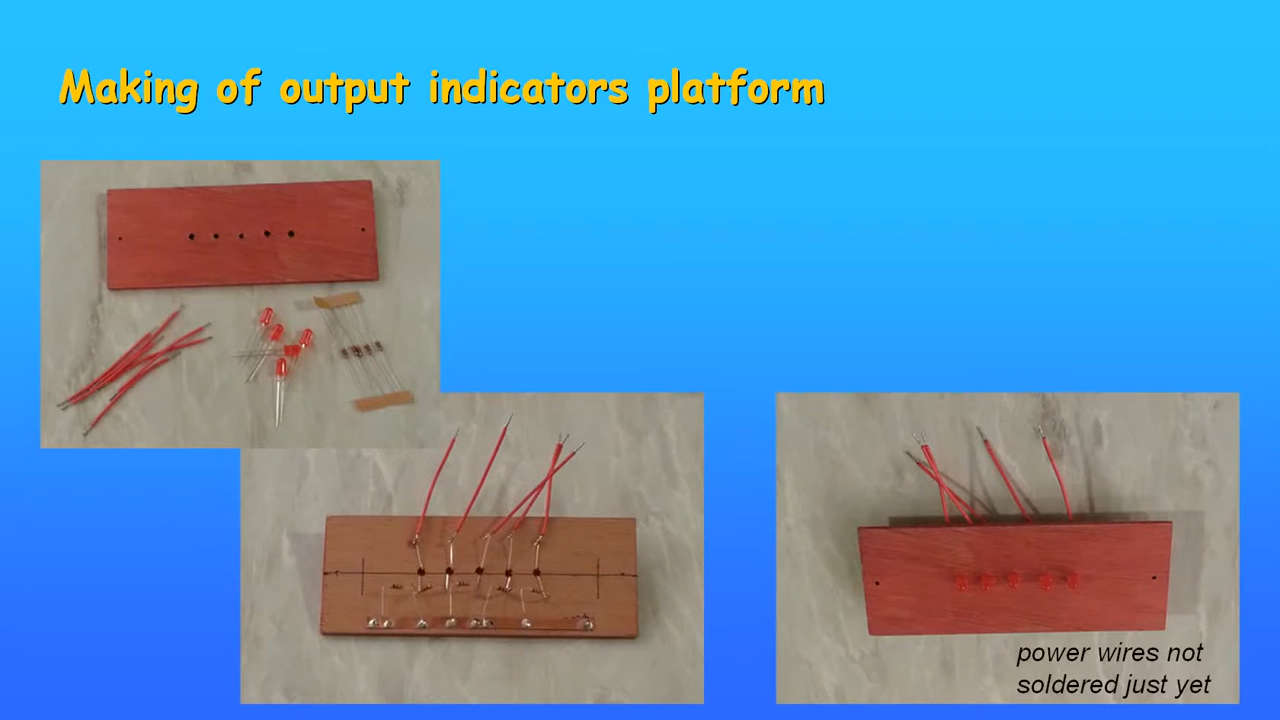 Making of output indicators platform
power wires not
soldered just yet